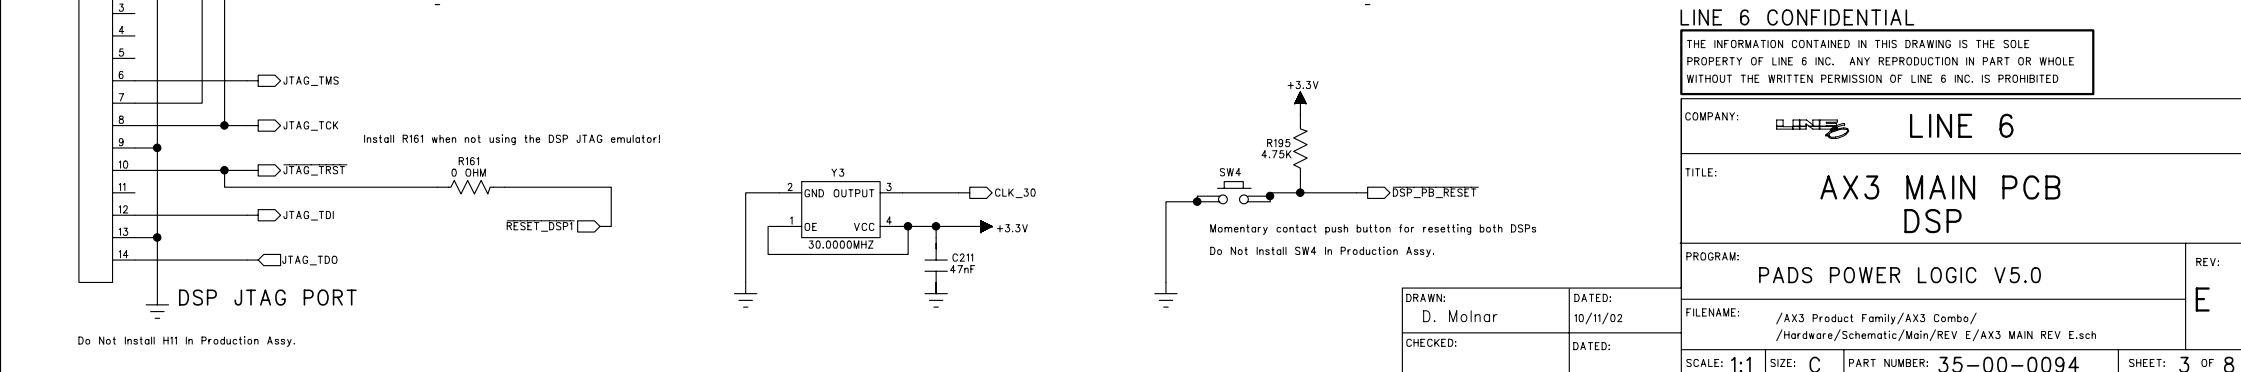 3
4
5
6
JTAG_TMS
7
8
JTAG_TCK
9
10
JTAG_TRST
11
12
JTAG_TDI
13
14
JTAG_TDO
DSP JTAG PORT
Do Not Install H11 In Production Assy.
Install R161 when not using the DSP JTAG emulator!
R161
0 OHM
RESET_DSP1
Y3
2 GND OUTPUT 3
CLK_30
1 OE VCC 4
+3.3V
30.0000MHZ
C211
47nF
+3.3V
R195
4.75K
SW4
DSP_PB_RESET
Momentary contact push button for resetting both DSPs
Do Not Install SW4 In Production Assy.
LINE 6 CONFIDENTIAL
THE INFORMATION CONTAINED IN THIS DRAWING IS THE SOLE
PROPERTY OF LINE 6 INC. ANY REPRODUCTION IN PART OR WHOLE
WITHOUT THE WRITTEN PERMISSION OF LINE 6 INC. IS PROHIBITED
COMPANY:
LINE 6
LINE 6
TITLE:
AX3 MAIN PCB
DSP
PROGRAM:
PADS POWER LOGIC V5.0
REV:
E
FILENAME:
/AX3 Product Family/AX3 Combo/
/Hardware/Schematic/Main/REV E/AX3 MAIN REV E.sch
DRAWN:
D. Molnar
DATED:
10/11/02
CHECKED:
DATED:
SCALE: 1:1
SIZE: C
PART NUMBER: 35-00-0094
SHEET: 3 OF 8